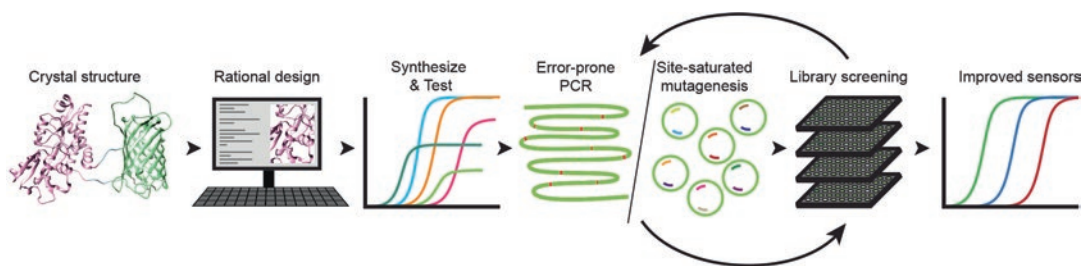 Crystal structure
Rational design
Synthesize
& Test
Error-prone
PCR
Site-saturated
mutagenesis
Library screening
Improved sensors